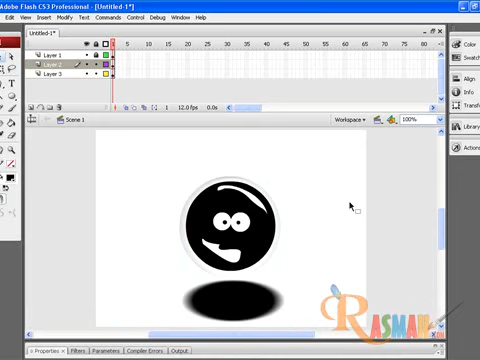 Adobe Flash CS3 Professional - [Untitled-1*]
Edit View Insert Modify Text Commands Control Debug Window Help
Untitled-1*
5 10 15 20 25 30 35 40 45 50 55 60 65 70 75 80
Layer 1
Layer 2
Layer 3
1 12.0 fps 0.0s
Scene 1 Workspace 100%
Color
Swatch
Align
Info
Transfor
Library
Actions
RASMAN.COM
Properties × Filters Parameters Compiler Errors Output